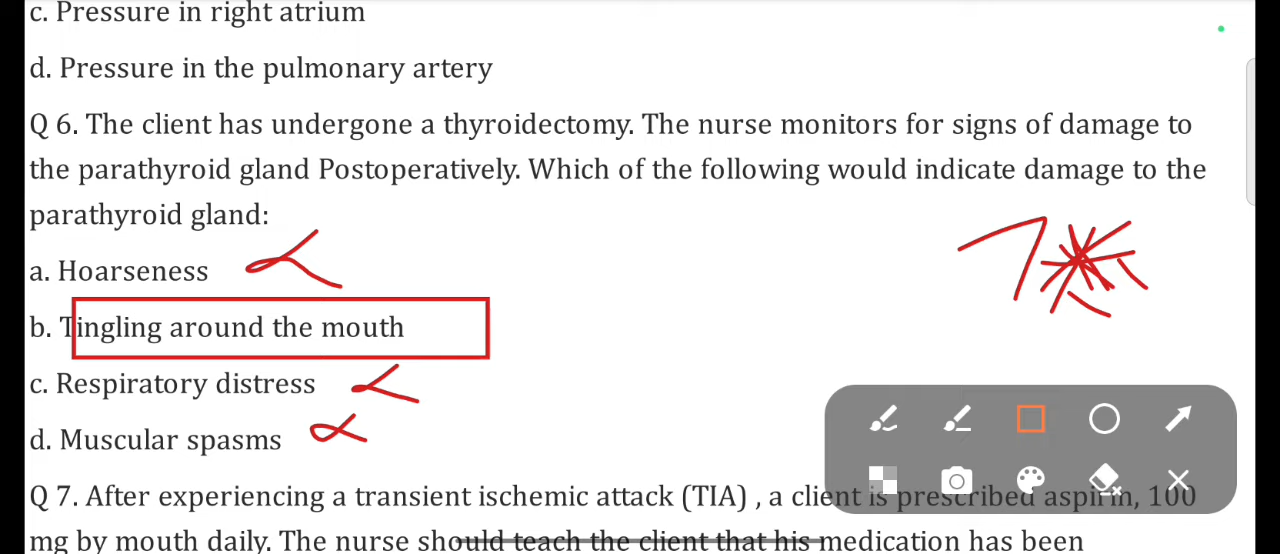 c. Pressure in right atrium
d. Pressure in the pulmonary artery
Q 6. The client has undergone a thyroidectomy. The nurse monitors for signs of damage to
the parathyroid gland Postoperatively. Which of the following would indicate damage to the
parathyroid gland:
a. Hoarseness
b. Tingling around the mouth
c. Respiratory distress
d. Muscular spasms
Q 7. After experiencing a transient ischemic attack (TIA) , a client is prescribed aspirin, 100
mg by mouth daily. The nurse should teach the client that his medication has been